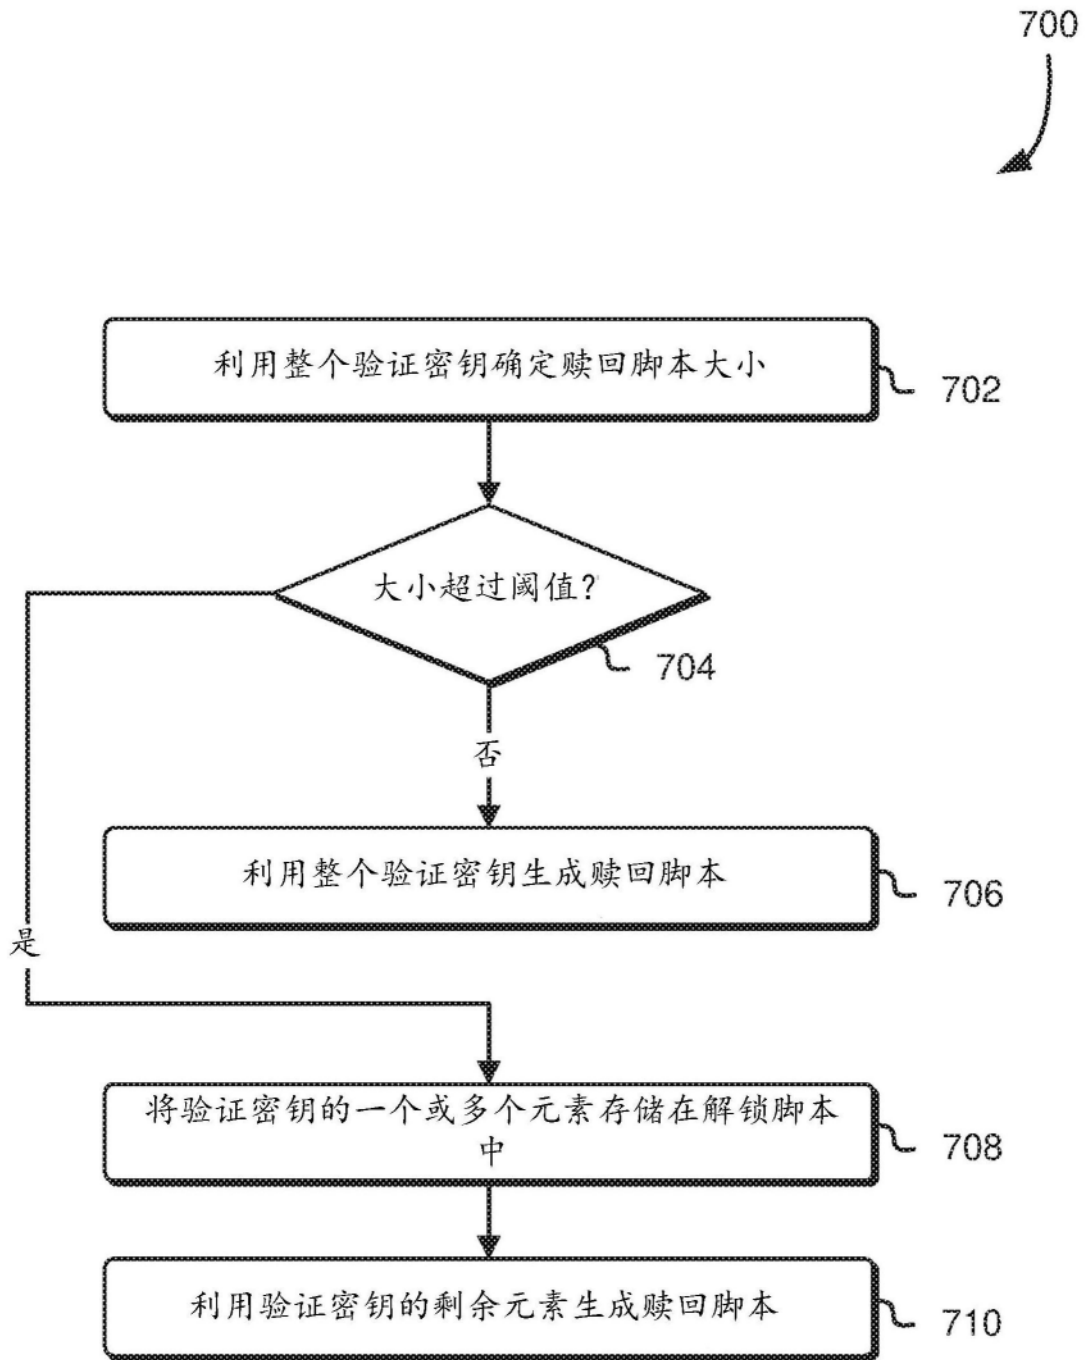 700
利用整个验证密钥确定赎回脚本大小
702
大小超过阈值?
704
否
利用整个验证密钥生成赎回脚本
706
是
将验证密钥的一个或多个元素存储在解锁脚本
中
708
利用验证密钥的剩余元素生成赎回脚本
710